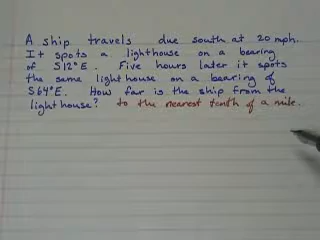 A ship travels due south at 20 mph.
It spots a lighthouse on a bearing
of S12°E. Five hours later it spots
the same lighthouse on a bearing of
S64°E. How far is the ship from the
lighthouse? to the nearest tenth of a mile.